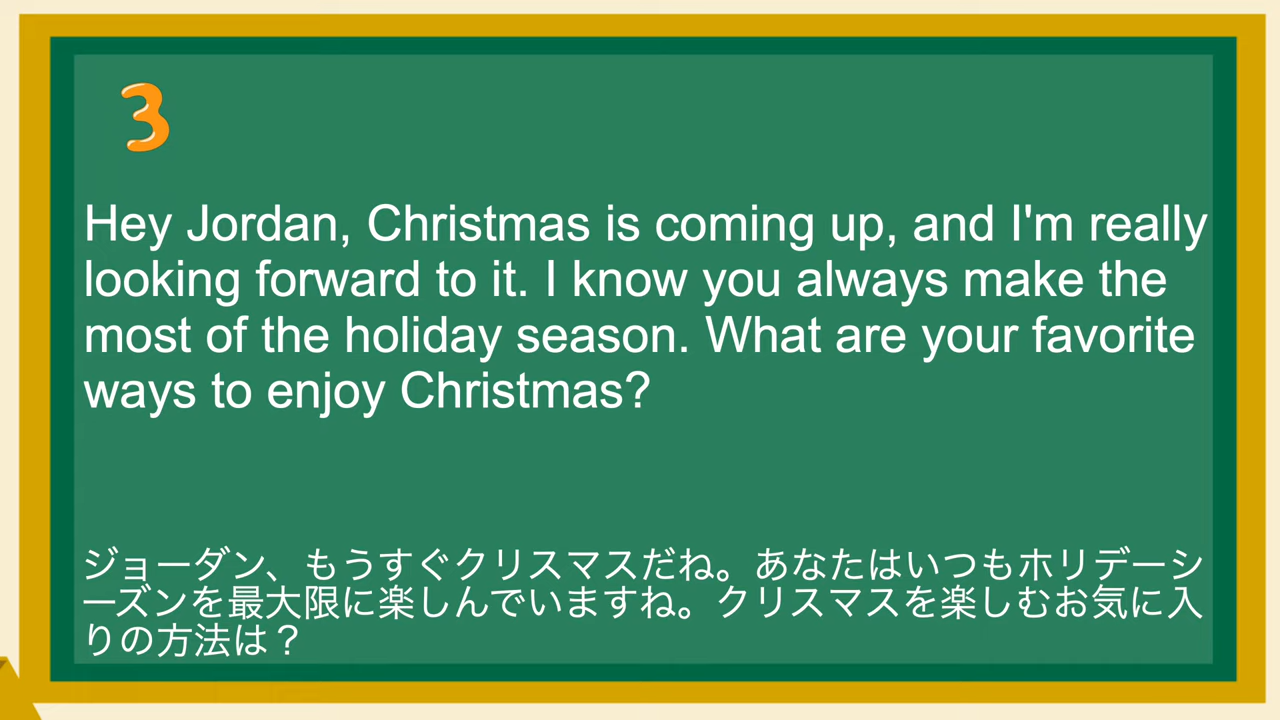 3
Hey Jordan, Christmas is coming up, and I'm really
looking forward to it. I know you always make the
most of the holiday season. What are your favorite
ways to enjoy Christmas?
ジョーダン、もうすぐクリスマスだね。あなたはいつもホリデーシ
ーズンを最大限に楽しんでいますね。クリスマスを楽しむお気に入
りの方法は？